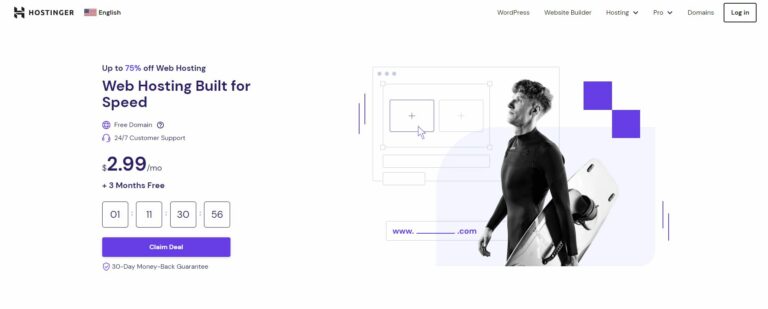 HOSTINGER
English
WordPress
Website Builder
Hosting
Pro
Domains
Log in
Up to 75% off Web Hosting
Web Hosting Built for
Speed
Free Domain
24/7 Customer Support
$2.99/mo
+ 3 Months Free
01 : 11 : 30 : 56
Claim Deal
30-Day Money-Back Guarantee
www. ________ .com